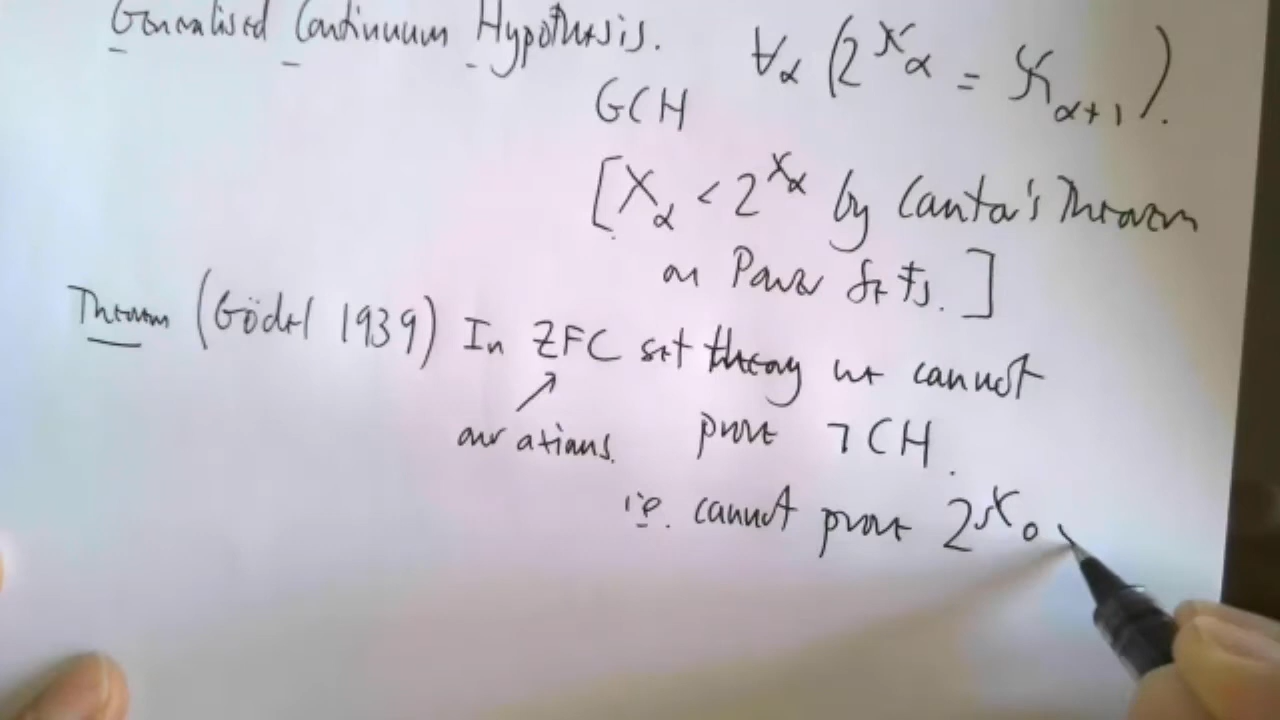 Generalised Continuum Hypothesis. ∀α (2^ℵα = ℵα+1).
GCH
[ℵα < 2^ℵα by Cantor's Theorem
on Power Sets.]
Theorem (Gödel 1939) In ZFC set theory we cannot
our axioms. prove ¬CH.
i.e. cannot prove 2^ℵ0